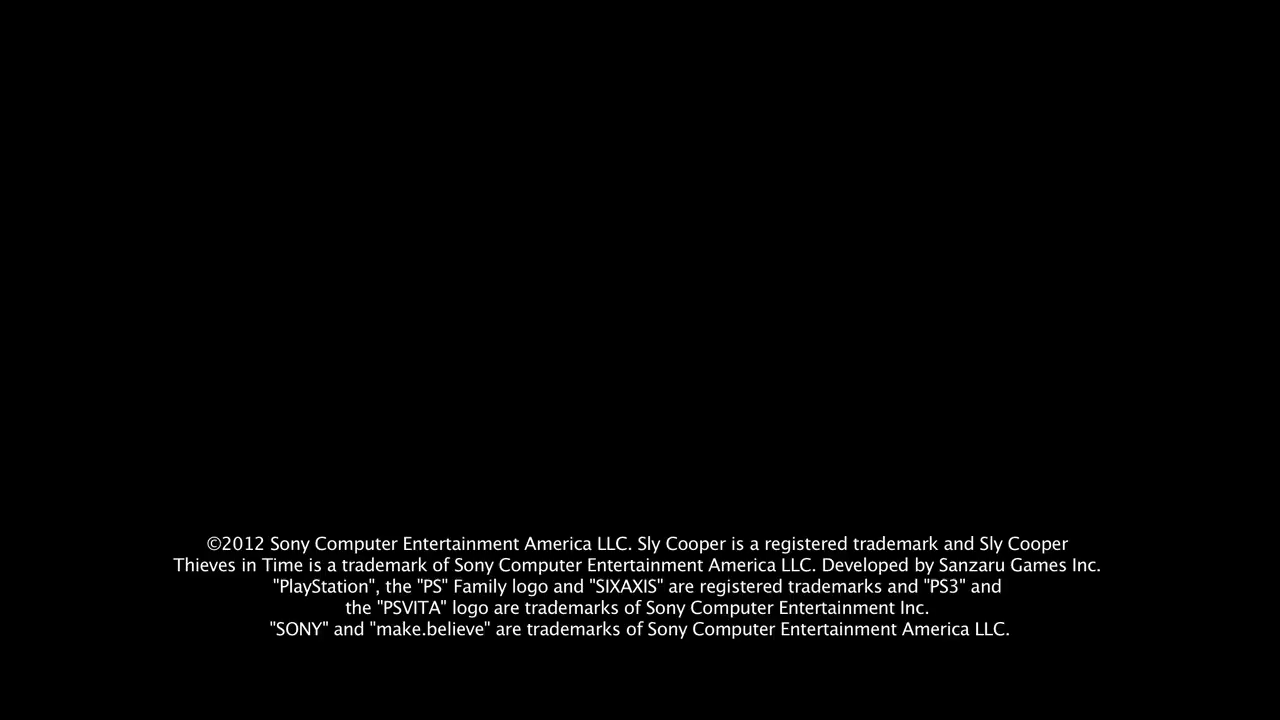 ©2012 Sony Computer Entertainment America LLC. Sly Cooper is a registered trademark and Sly Cooper
Thieves in Time is a trademark of Sony Computer Entertainment America LLC. Developed by Sanzaru Games Inc.
"PlayStation", the "PS" Family logo and "SIXAXIS" are registered trademarks and "PS3" and
the "PSVITA" logo are trademarks of Sony Computer Entertainment Inc.
"SONY" and "make.believe" are trademarks of Sony Computer Entertainment America LLC.